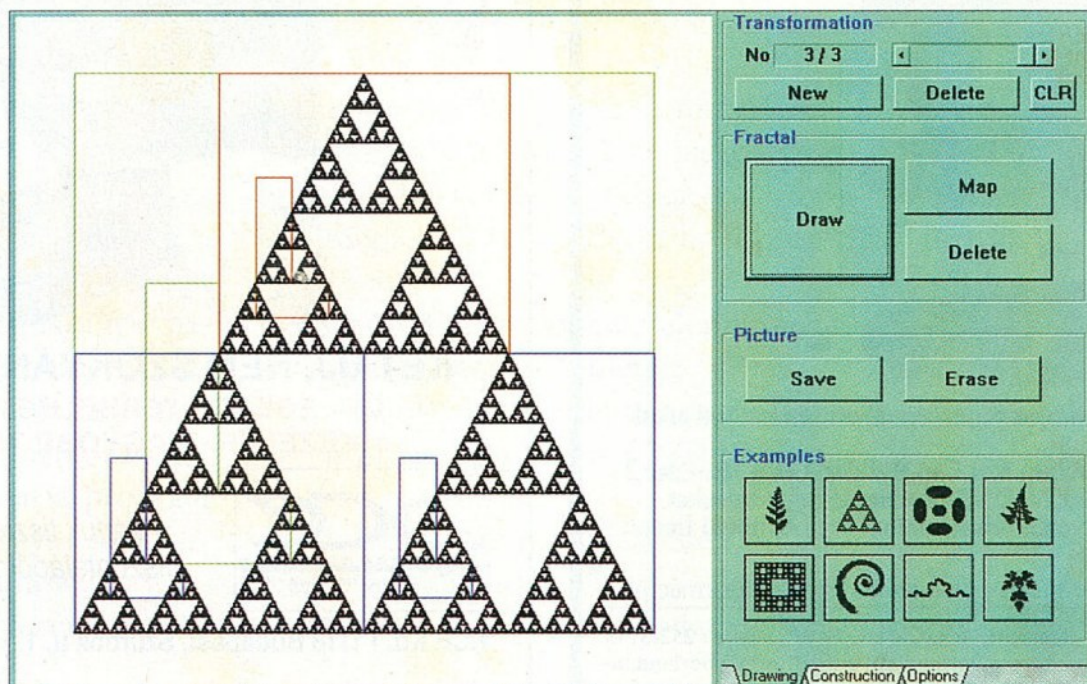 Transformation
No 3 / 3
New Delete CLR
Fractal
Draw
Map
Delete
Picture
Save Erase
Examples
Drawing Construction Options